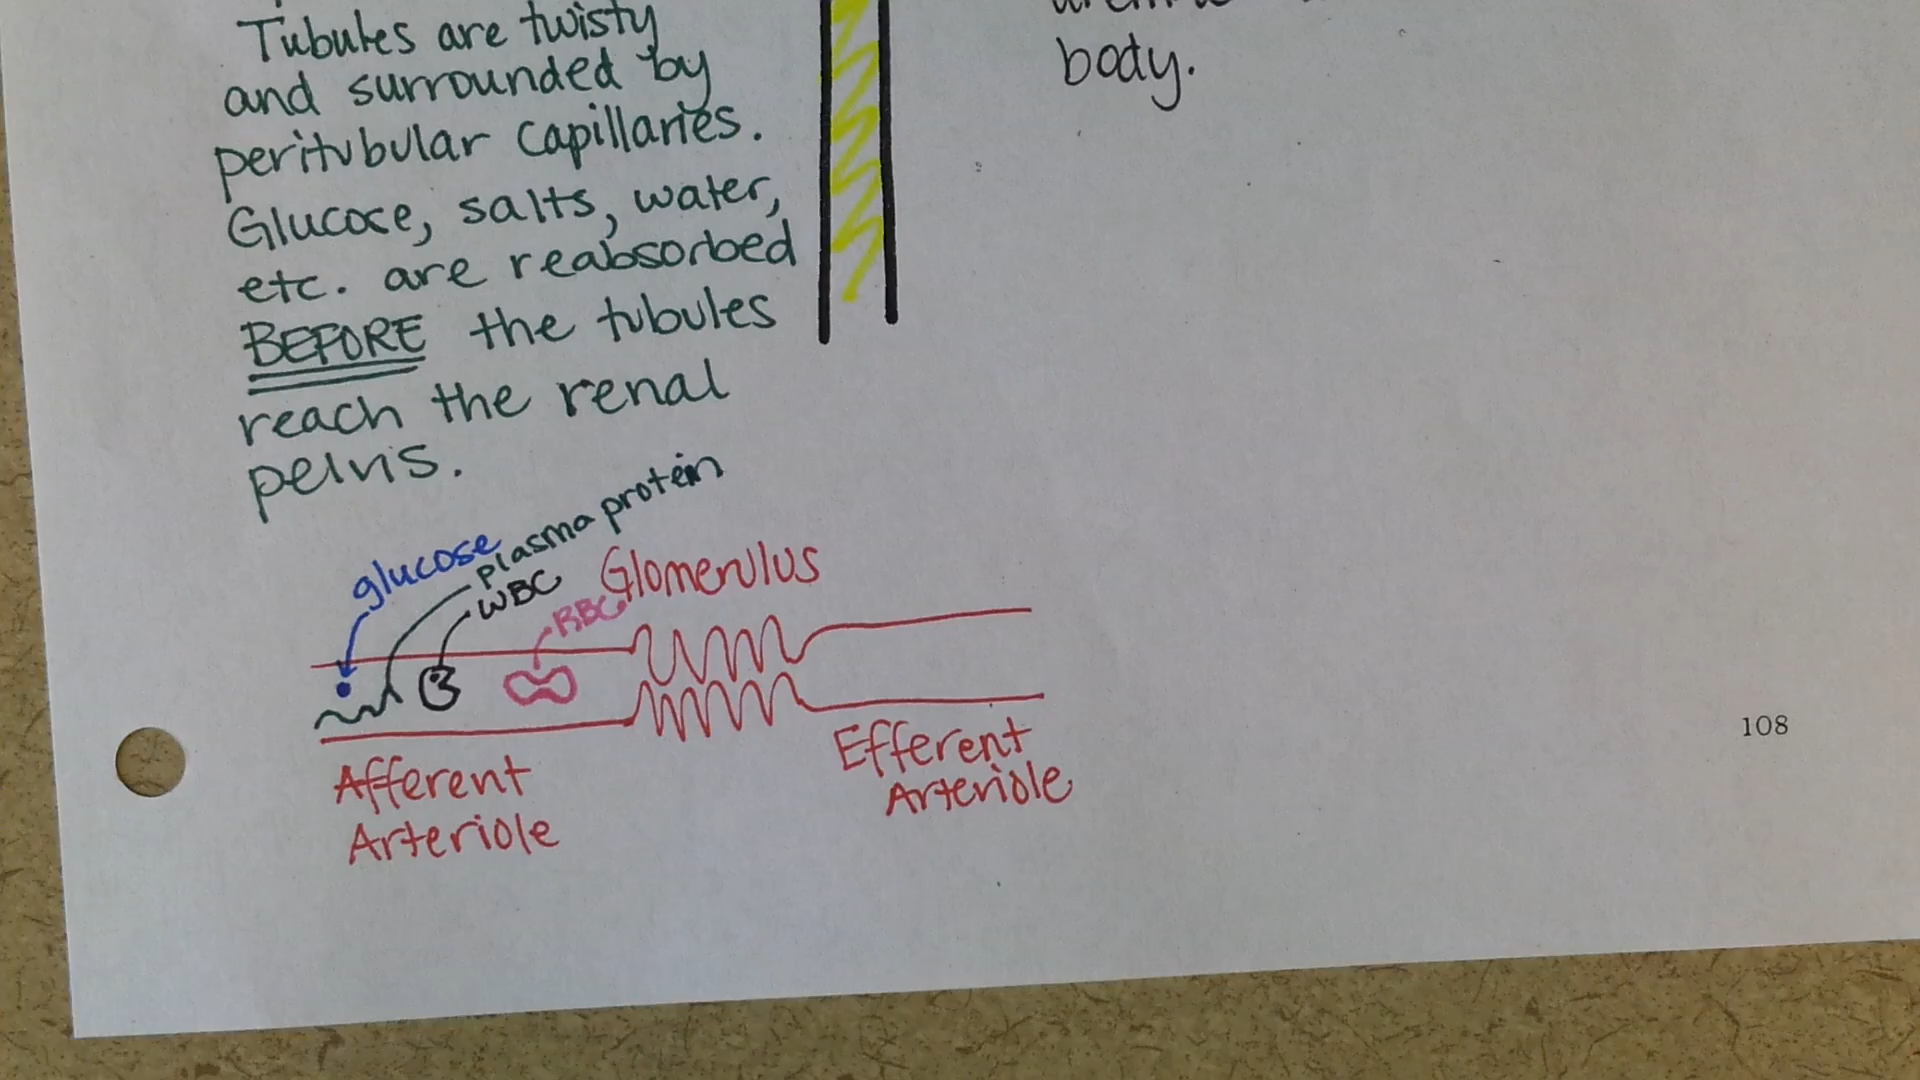 Tubules are twisty
and surrounded by
peritubular capillaries.
Glucose, salts, water,
etc. are reabsorbed
BEFORE the tubules
reach the renal
pelvis.
body.
glucose
plasma protein
WBC
RBC
Glomerulus
Afferent
Arteriole
Efferent
Arteriole
108